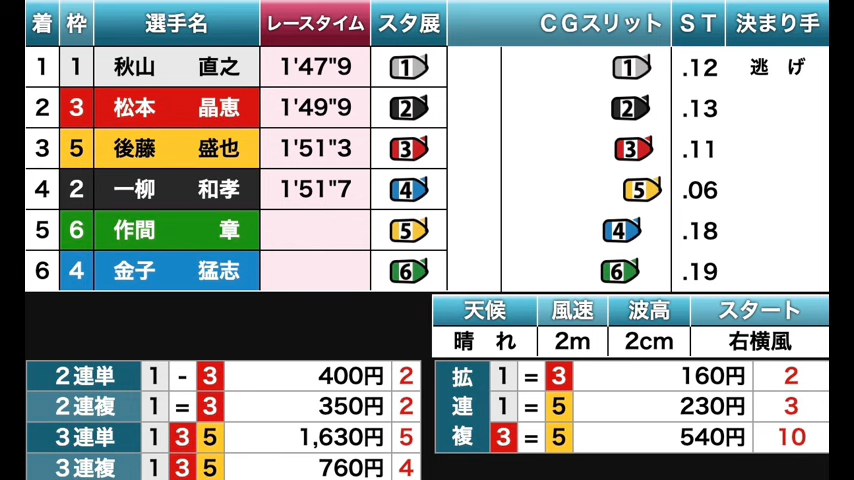 着 枠 選手名 レースタイム スタ展 CGスリット ST 決まり手
1 1 秋山 直之 1'47"9 1 1 .12 逃 げ
2 3 松本 晶恵 1'49"9 2 2 .13
3 5 後藤 盛也 1'51"3 3 3 .11
4 2 一柳 和孝 1'51"7 4 5 .06
5 6 作間 章 5 4 .18
6 4 金子 猛志 6 6 .19
天候 風速 波高 スタート
晴 れ 2m 2cm 右横風
2連単 1 - 3 400円 2
2連複 1 = 3 350円 2
3連単 1 3 5 1,630円 5
3連複 1 3 5 760円 4
拡 1 = 3 160円 2
連 1 = 5 230円 3
複 3 = 5 540円 10